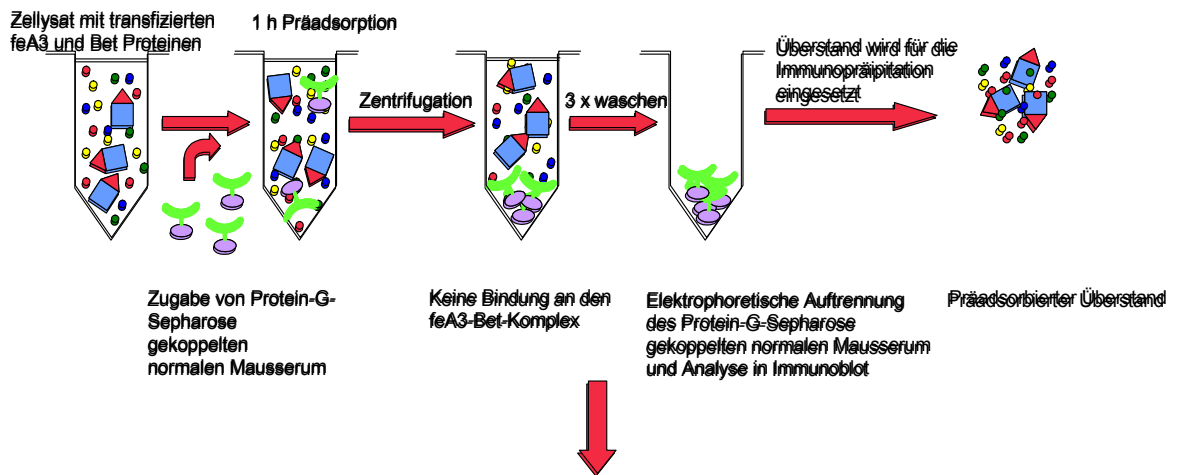 Zellysat mit transfizierten
feA3 und Bet Proteinen
1 h Präadsorption
Zentrifugation
3 x waschen
Überstand wird für die
Immunopräipitation
eingesetzt
Zugabe von Protein-G-
Sepharose
gekoppelten
normalen Mausserum
Keine Bindung an den
feA3-Bet-Komplex
Elektrophoretische Auftrennung
des Protein-G-Sepharose
gekoppelten normalen Mausserum
und Analyse in Immunoblot
Präadsorbierter Überstand